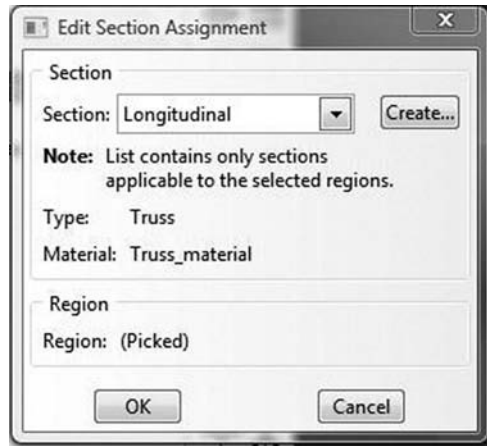 Edit Section Assignment
X
Section
Section: Longitudinal Create...
Note: List contains only sections
applicable to the selected regions.
Type: Truss
Material: Truss_material
Region
Region: (Picked)
OK Cancel